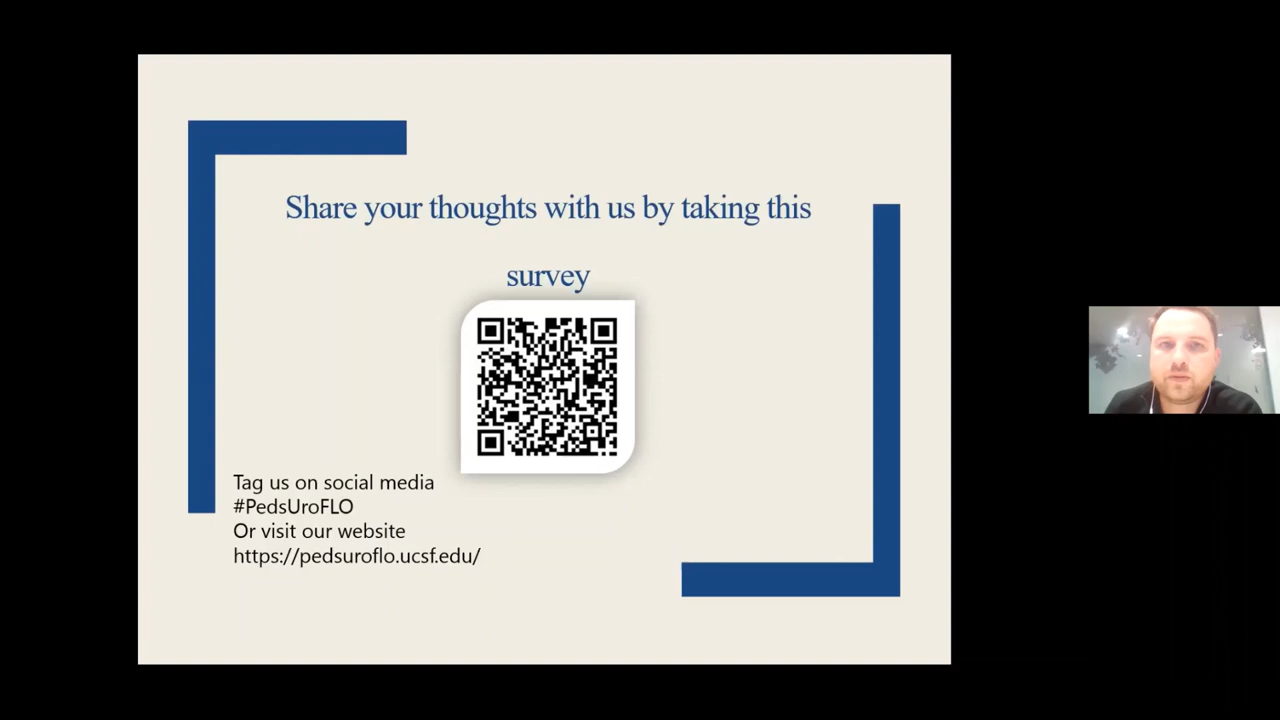 Share your thoughts with us by taking this
survey
Tag us on social media
#PedsUroFLO
Or visit our website
https://pedsuroflo.ucsf.edu/